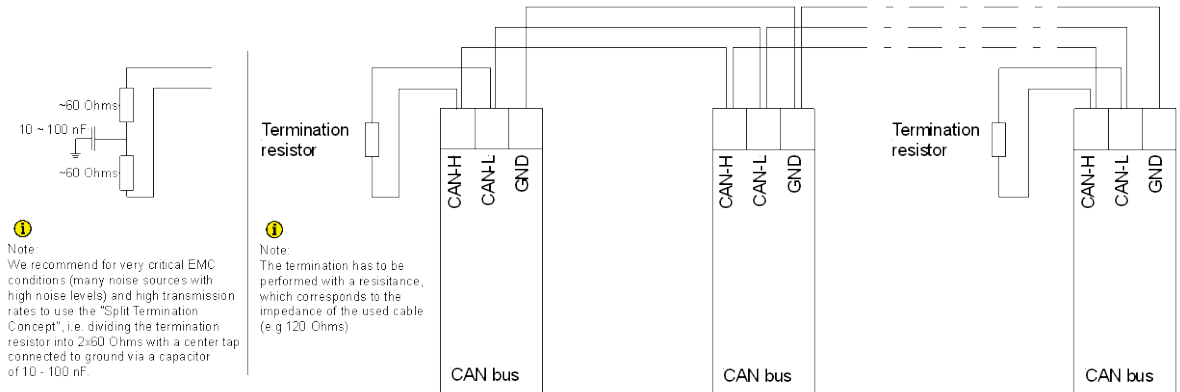 ~60 Ohms
10 ~ 100 nF
~60 Ohms
Note:
We recommend for very critical EMC
conditions (many noise sources with
high noise levels) and high transmission
rates to use the "Split Termination
Concept", i.e. dividing the termination
resistor into 2x60 Ohms with a center tap
connected to ground via a capacitor
of 10 - 100 nF.
Termination
resistor
Note:
The termination has to be
performed with a resisitance,
which corresponds to the
impedance of the used cable
(e.g 120 Ohms)
CAN-H
CAN-L
GND
CAN bus
CAN-H
CAN-L
GND
CAN bus
Termination
resistor
CAN-H
CAN-L
GND
CAN bus